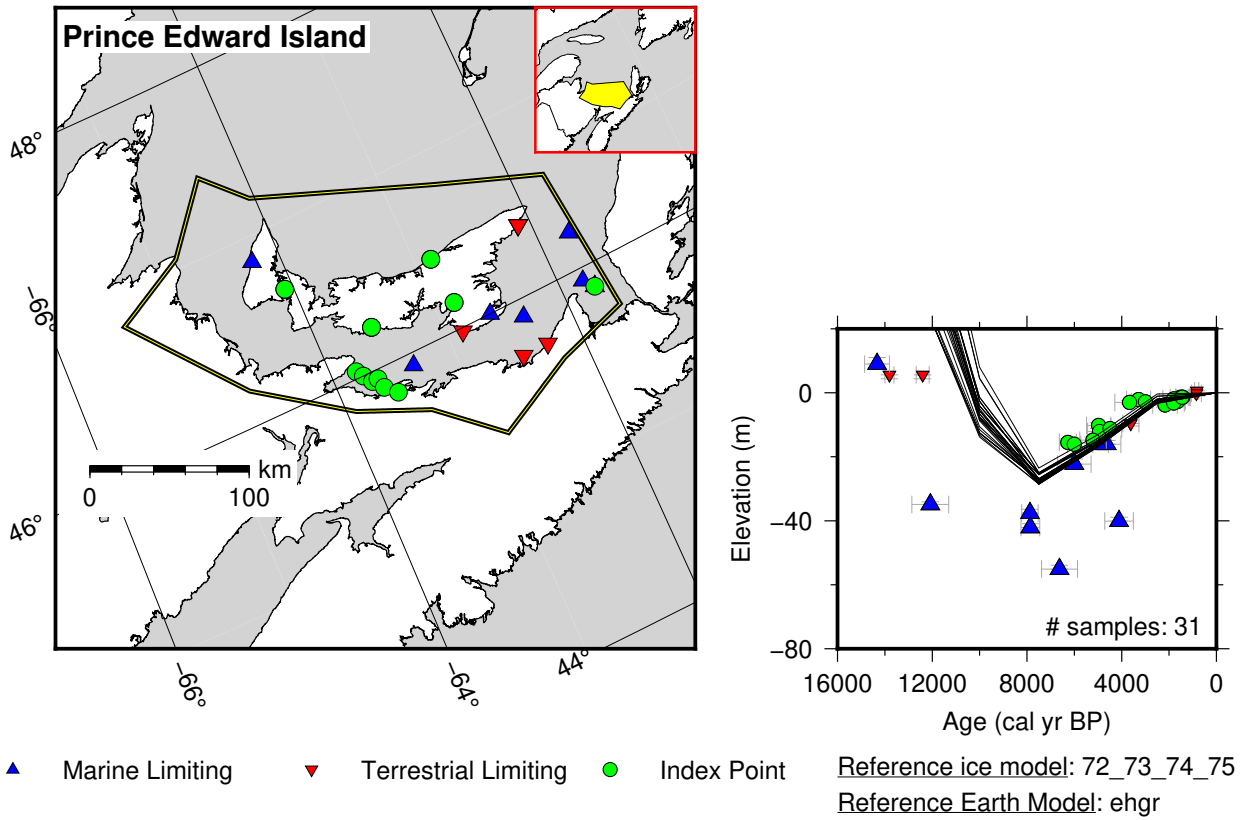 Prince Edward Island
48°
−66°
46°
km
0 100
−66°
−64°
44°
0
−40
−80
Elevation (m)
# samples: 31
16000 12000 8000 4000 0
Age (cal yr BP)
Marine Limiting Terrestrial Limiting Index Point
Reference ice model: 72_73_74_75
Reference Earth Model: ehgr